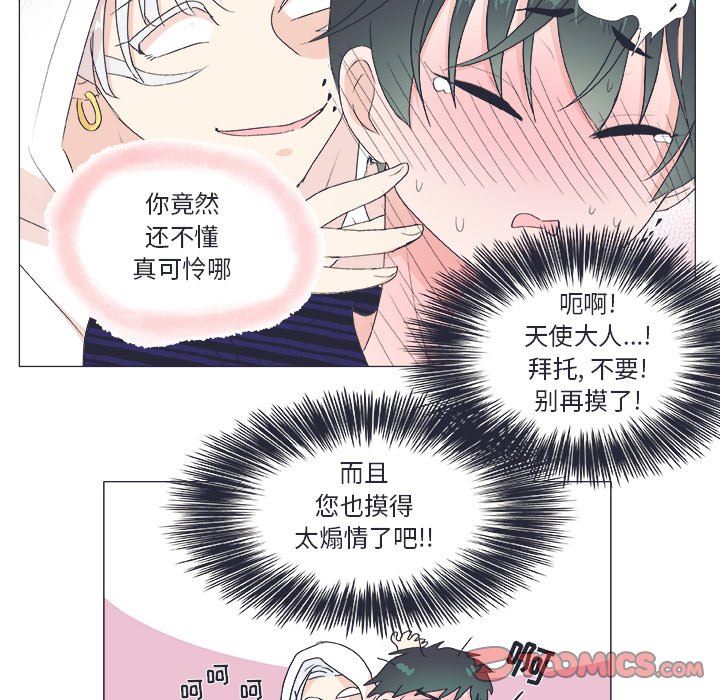 你竟然
还不懂
真可怜哪
呃啊!
天使大人...!
拜托, 不要!
别再摸了!
而且
您也摸得
太煽情了吧!!
呵呵呵
啊
COMICS.COM